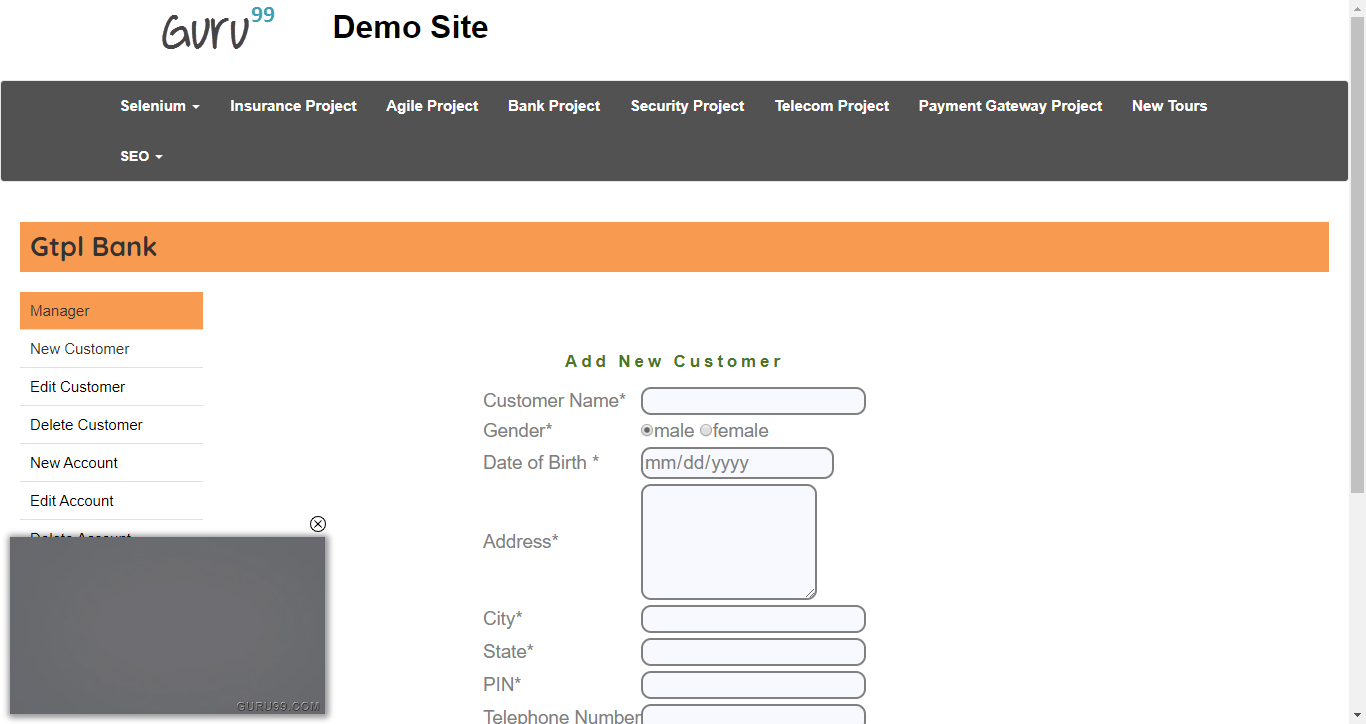 Guru99 Demo Site
Selenium Insurance Project Agile Project Bank Project Security Project Telecom Project Payment Gateway Project New Tours
SEO
Gtpl Bank
Manager
New Customer
Edit Customer
Delete Customer
New Account
Edit Account
Delete Account
GURU99.COM
Add New Customer
Customer Name*
Gender* male female
Date of Birth * mm/dd/yyyy
Address*
City*
State*
PIN*
Telephone Number